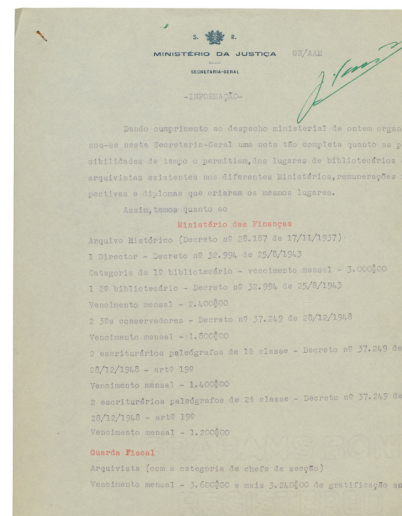 S. R.
MINISTÉRIO DA JUSTIÇA
SECRETARIA-GERAL
-INFORMAÇÃO-
Dando cumprimento ao despacho ministerial de ontem organ
nesta Secretaria-Geral uma nota tão completa quanto as p
sibilidades de tempo o permitiam, dos lugares de bibliotecários
arquivistas existentes nos diferentes Ministérios, remunerações
pectivas e diplomas que criaram os mesmos lugares.
Assim, temos quanto ao
Ministério das Finanças
Arquivo Histórico (Decreto nº 28.187 de 17/11/1937)
1 Director - Decreto nº 32.994 de 25/8/1943
Categoria de 1º bibliotecário - vencimento mensal - 3.000$00
1 2º bibliotecário - Decreto nº 32.994 de 25/8/1943
Vencimento mensal - 2.400$00
2 3ºs conservadores - Decreto nº 37.249 de 28/12/1948
Vencimento mensal - 1.800$00
2 escriturários paleógrafos de 1ª classe - Decreto nº 37.249 de
28/12/1948 - artº 19º
Vencimento mensal - 1.400$00
2 escriturários paleógrafos de 2ª classe - Decreto nº 37.249 de
28/12/1948 - artº 19º
Vencimento mensal - 1.200$00
Guarda Fiscal
Arquivista (com a categoria de chefe de secção)
Vencimento mensal - 3.600$00 e mais 3.240$00 de gratificação